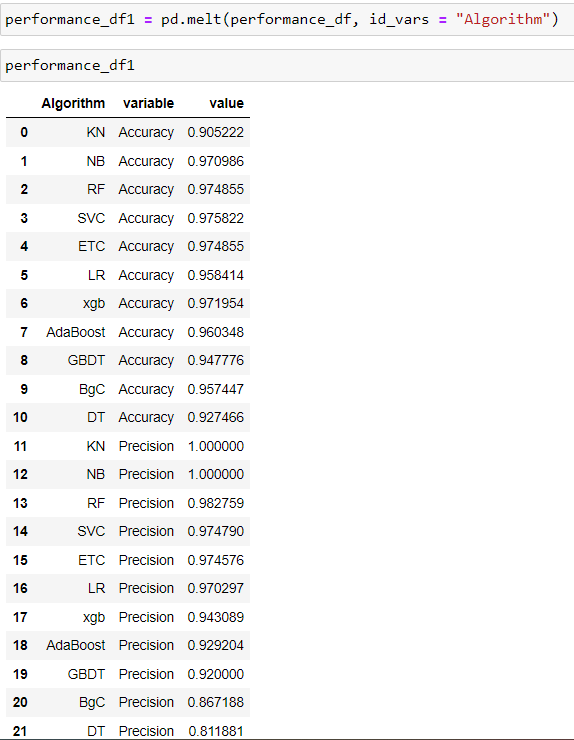 performance_df1 = pd.melt(performance_df, id_vars = "Algorithm")
performance_df1
Algorithm variable value
0 KN Accuracy 0.905222
1 NB Accuracy 0.970986
2 RF Accuracy 0.974855
3 SVC Accuracy 0.975822
4 ETC Accuracy 0.974855
5 LR Accuracy 0.958414
6 xgb Accuracy 0.971954
7 AdaBoost Accuracy 0.960348
8 GBDT Accuracy 0.947776
9 BgC Accuracy 0.957447
10 DT Accuracy 0.927466
11 KN Precision 1.000000
12 NB Precision 1.000000
13 RF Precision 0.982759
14 SVC Precision 0.974790
15 ETC Precision 0.974576
16 LR Precision 0.970297
17 xgb Precision 0.943089
18 AdaBoost Precision 0.929204
19 GBDT Precision 0.920000
20 BgC Precision 0.867188
21 DT Precision 0.811881